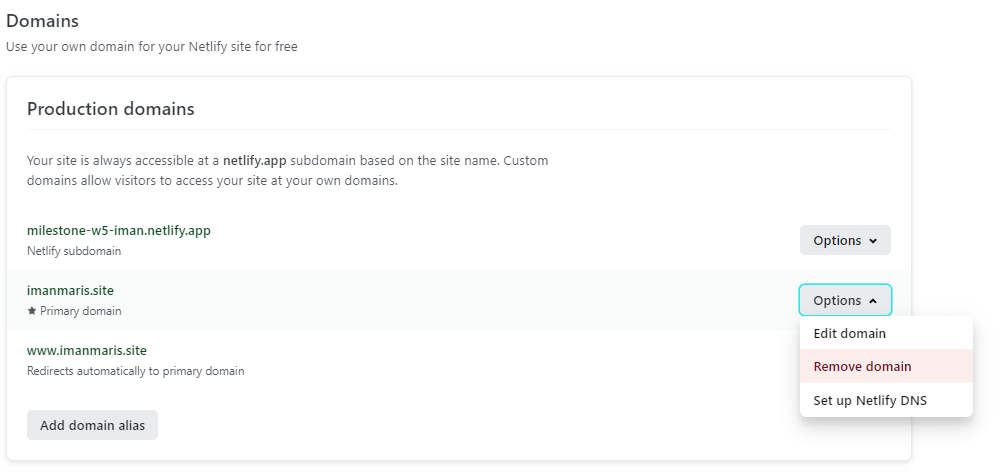 Domains
Use your own domain for your Netlify site for free
Production domains
Your site is always accessible at a netlify.app subdomain based on the site name. Custom
domains allow visitors to access your site at your own domains.
milestone-w5-iman.netlify.app
Netlify subdomain
Options
imanmaris.site
★ Primary domain
Options
Edit domain
Remove domain
Set up Netlify DNS
www.imanmaris.site
Redirects automatically to primary domain
Add domain alias